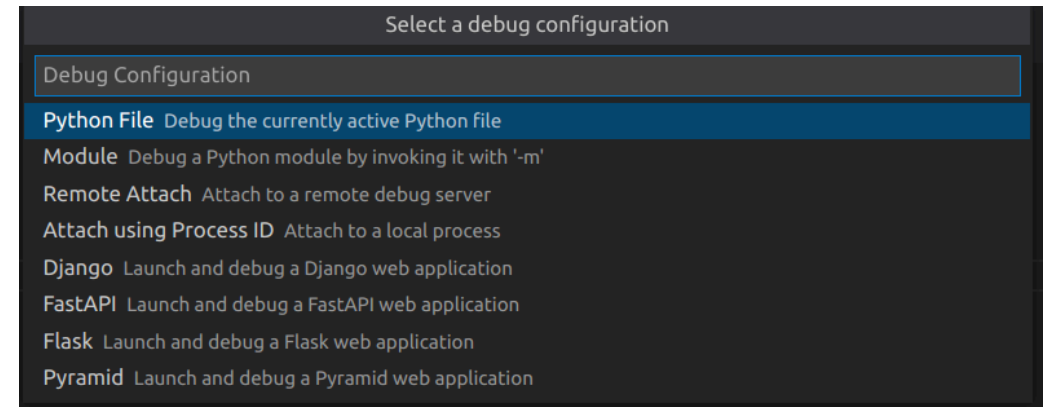 Select a debug configuration
Debug Configuration
Python File Debug the currently active Python file
Module Debug a Python module by invoking it with '-m'
Remote Attach Attach to a remote debug server
Attach using Process ID Attach to a local process
Django Launch and debug a Django web application
FastAPI Launch and debug a FastAPI web application
Flask Launch and debug a Flask web application
Pyramid Launch and debug a Pyramid web application